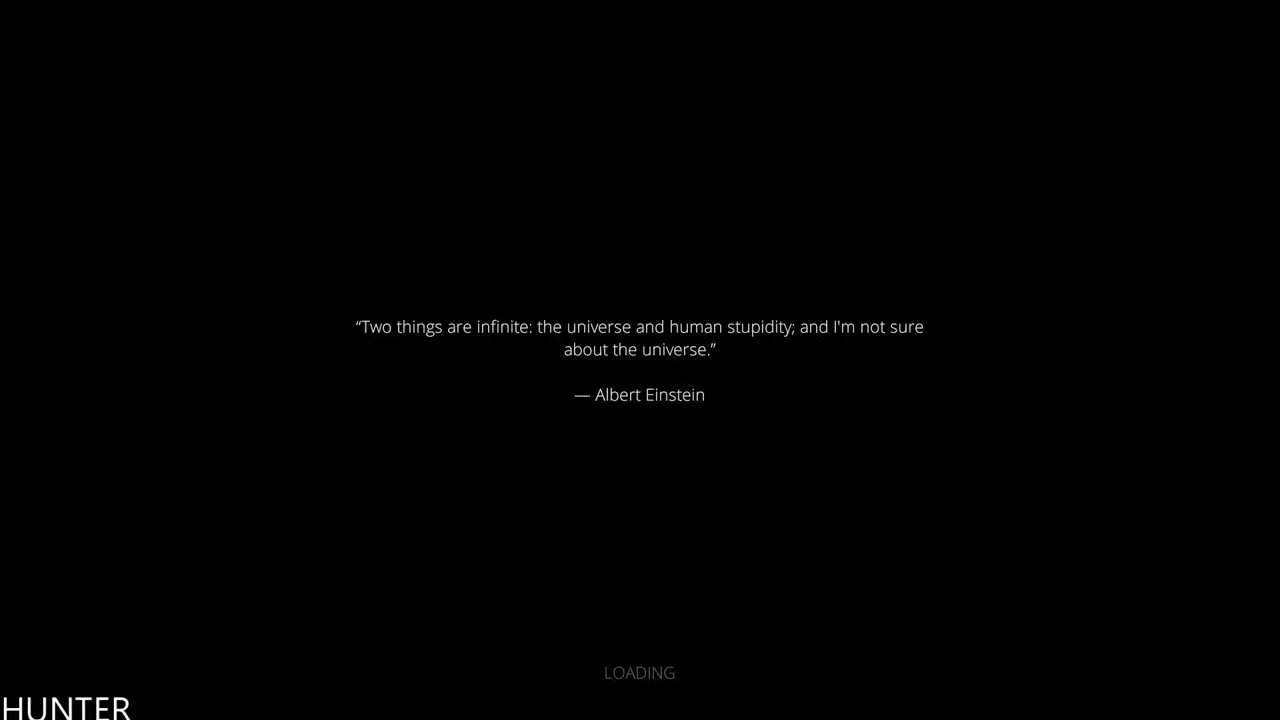 “Two things are infinite: the universe and human stupidity; and I'm not sure
about the universe.”
— Albert Einstein
LOADING
HUNTER